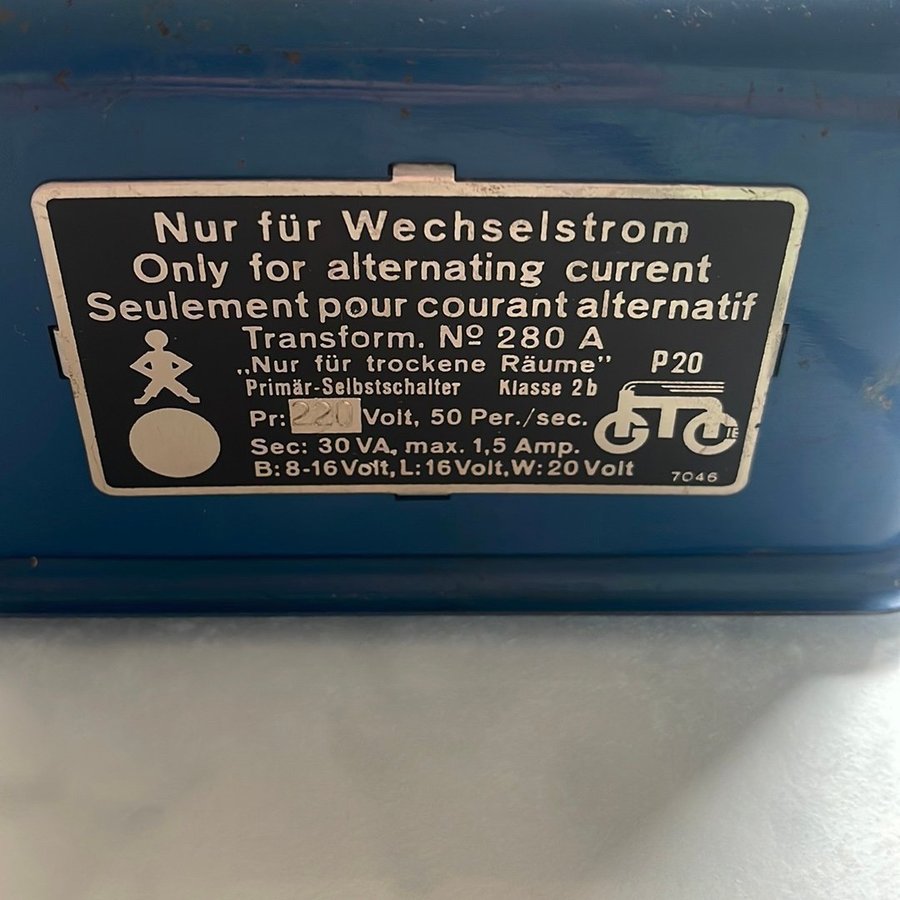 Nur für Wechselstrom
Only for alternating current
Seulement pour courant alternatif
Transform. Nº 280 A
„Nur für trockene Räume" P20
Primär-Selbstschalter Klasse 2b
Pr: 220 Volt, 50 Per./sec.
Sec: 30 VA, max. 1,5 Amp.
B: 8-16 Volt, L: 16 Volt, W: 20 Volt
7046